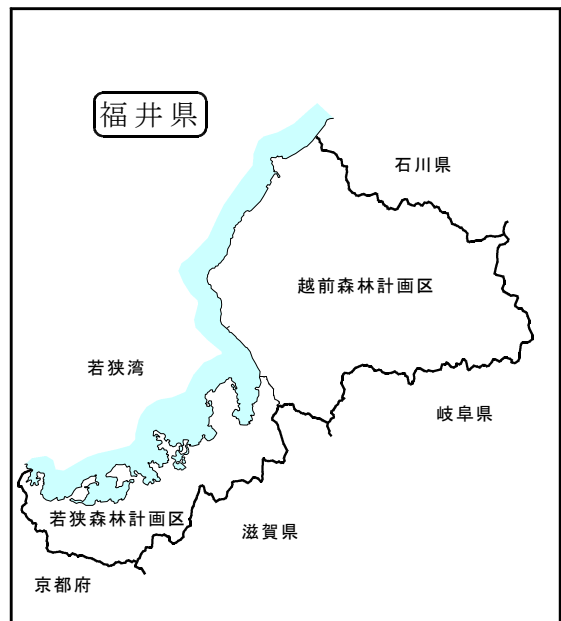 福井県
石川県
越前森林計画区
若狭湾
岐阜県
若狭森林計画区
滋賀県
京都府